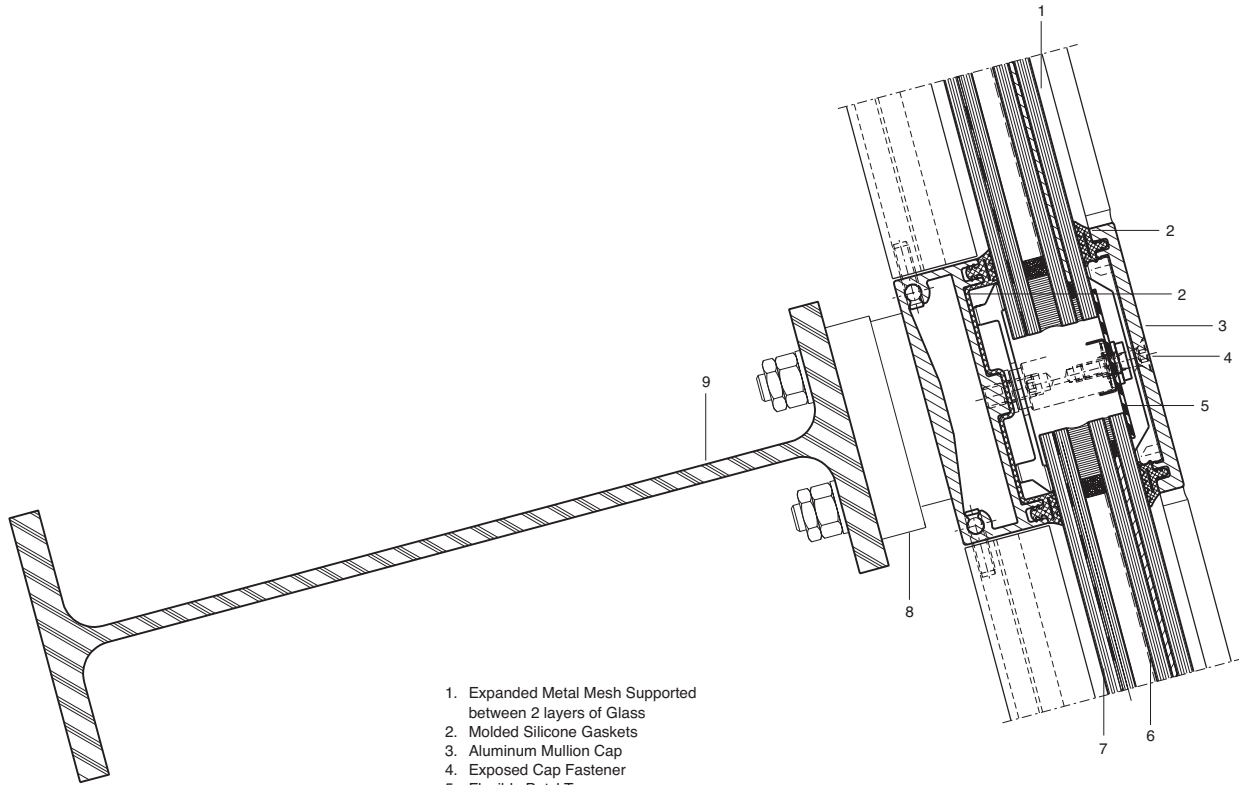 1
2
2
3
4
5
9
8
7
6
1. Expanded Metal Mesh Supported
between 2 layers of Glass
2. Molded Silicone Gaskets
3. Aluminum Mullion Cap
4. Exposed Cap Fastener